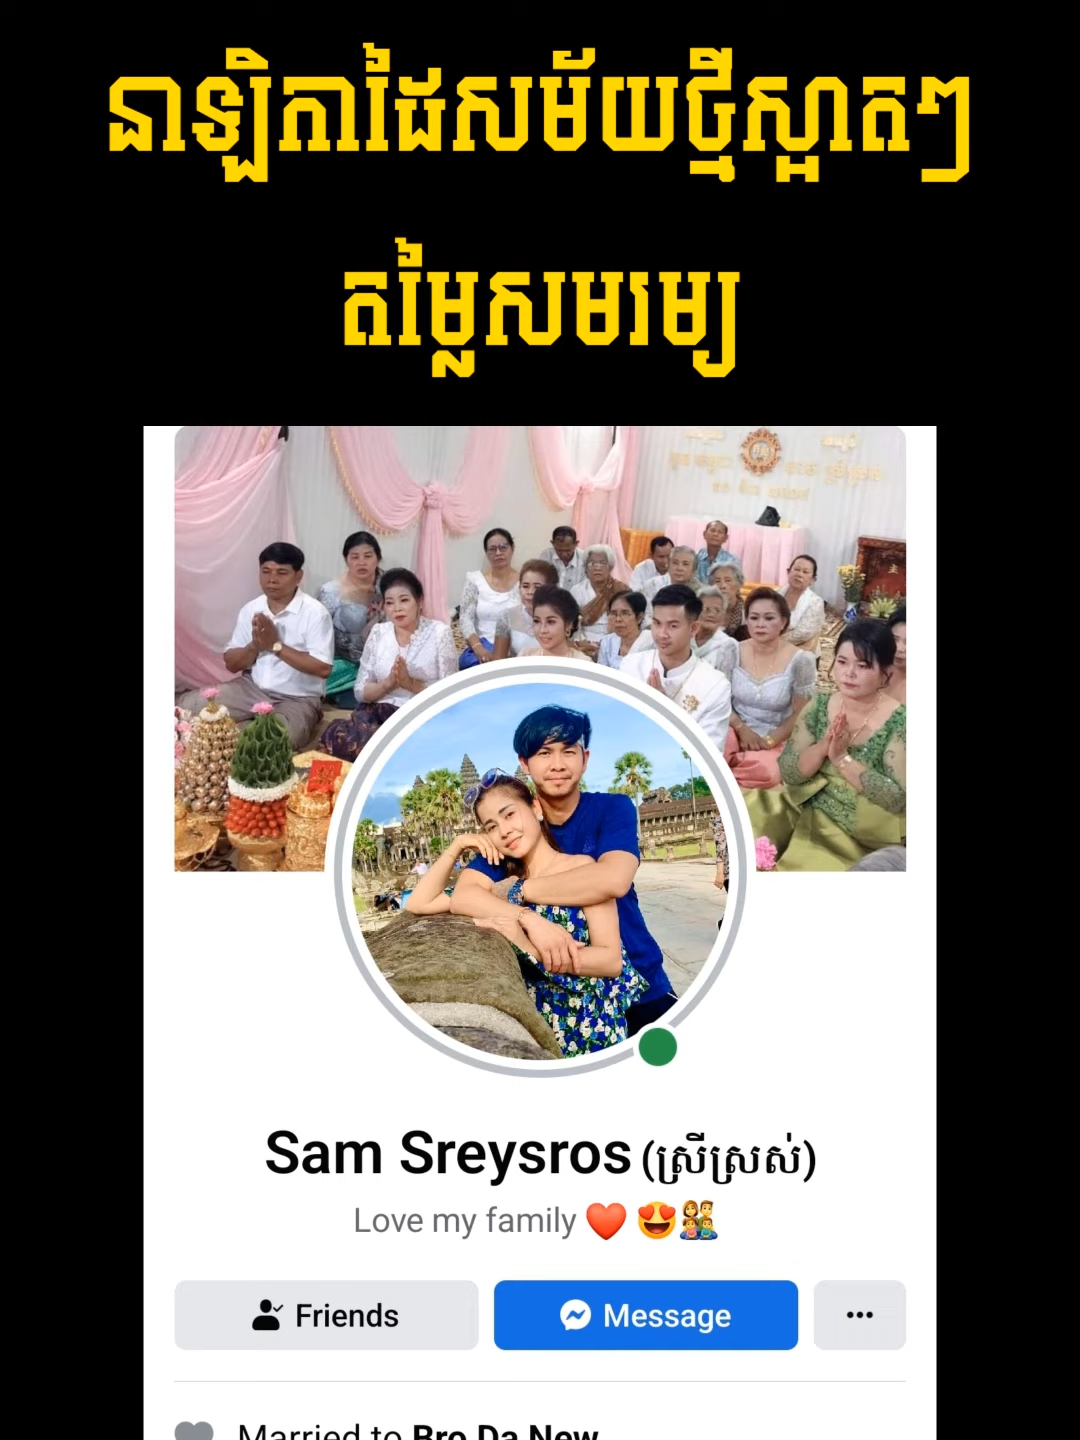 នាឡិកាដៃសម័យថ្មីស្អាតៗ
តម្លៃសមរម្យ
Sam Sreysros (ស្រីស្រស់)
Love my family ❤️ 😍👨‍👩‍👧‍👦
Friends
Message
Married to Bro Da New